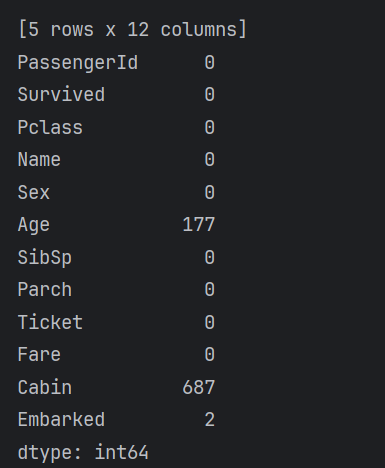 [5 rows x 12 columns]
PassengerId      0
Survived         0
Pclass           0
Name             0
Sex              0
Age            177
SibSp            0
Parch            0
Ticket           0
Fare             0
Cabin          687
Embarked         2
dtype: int64